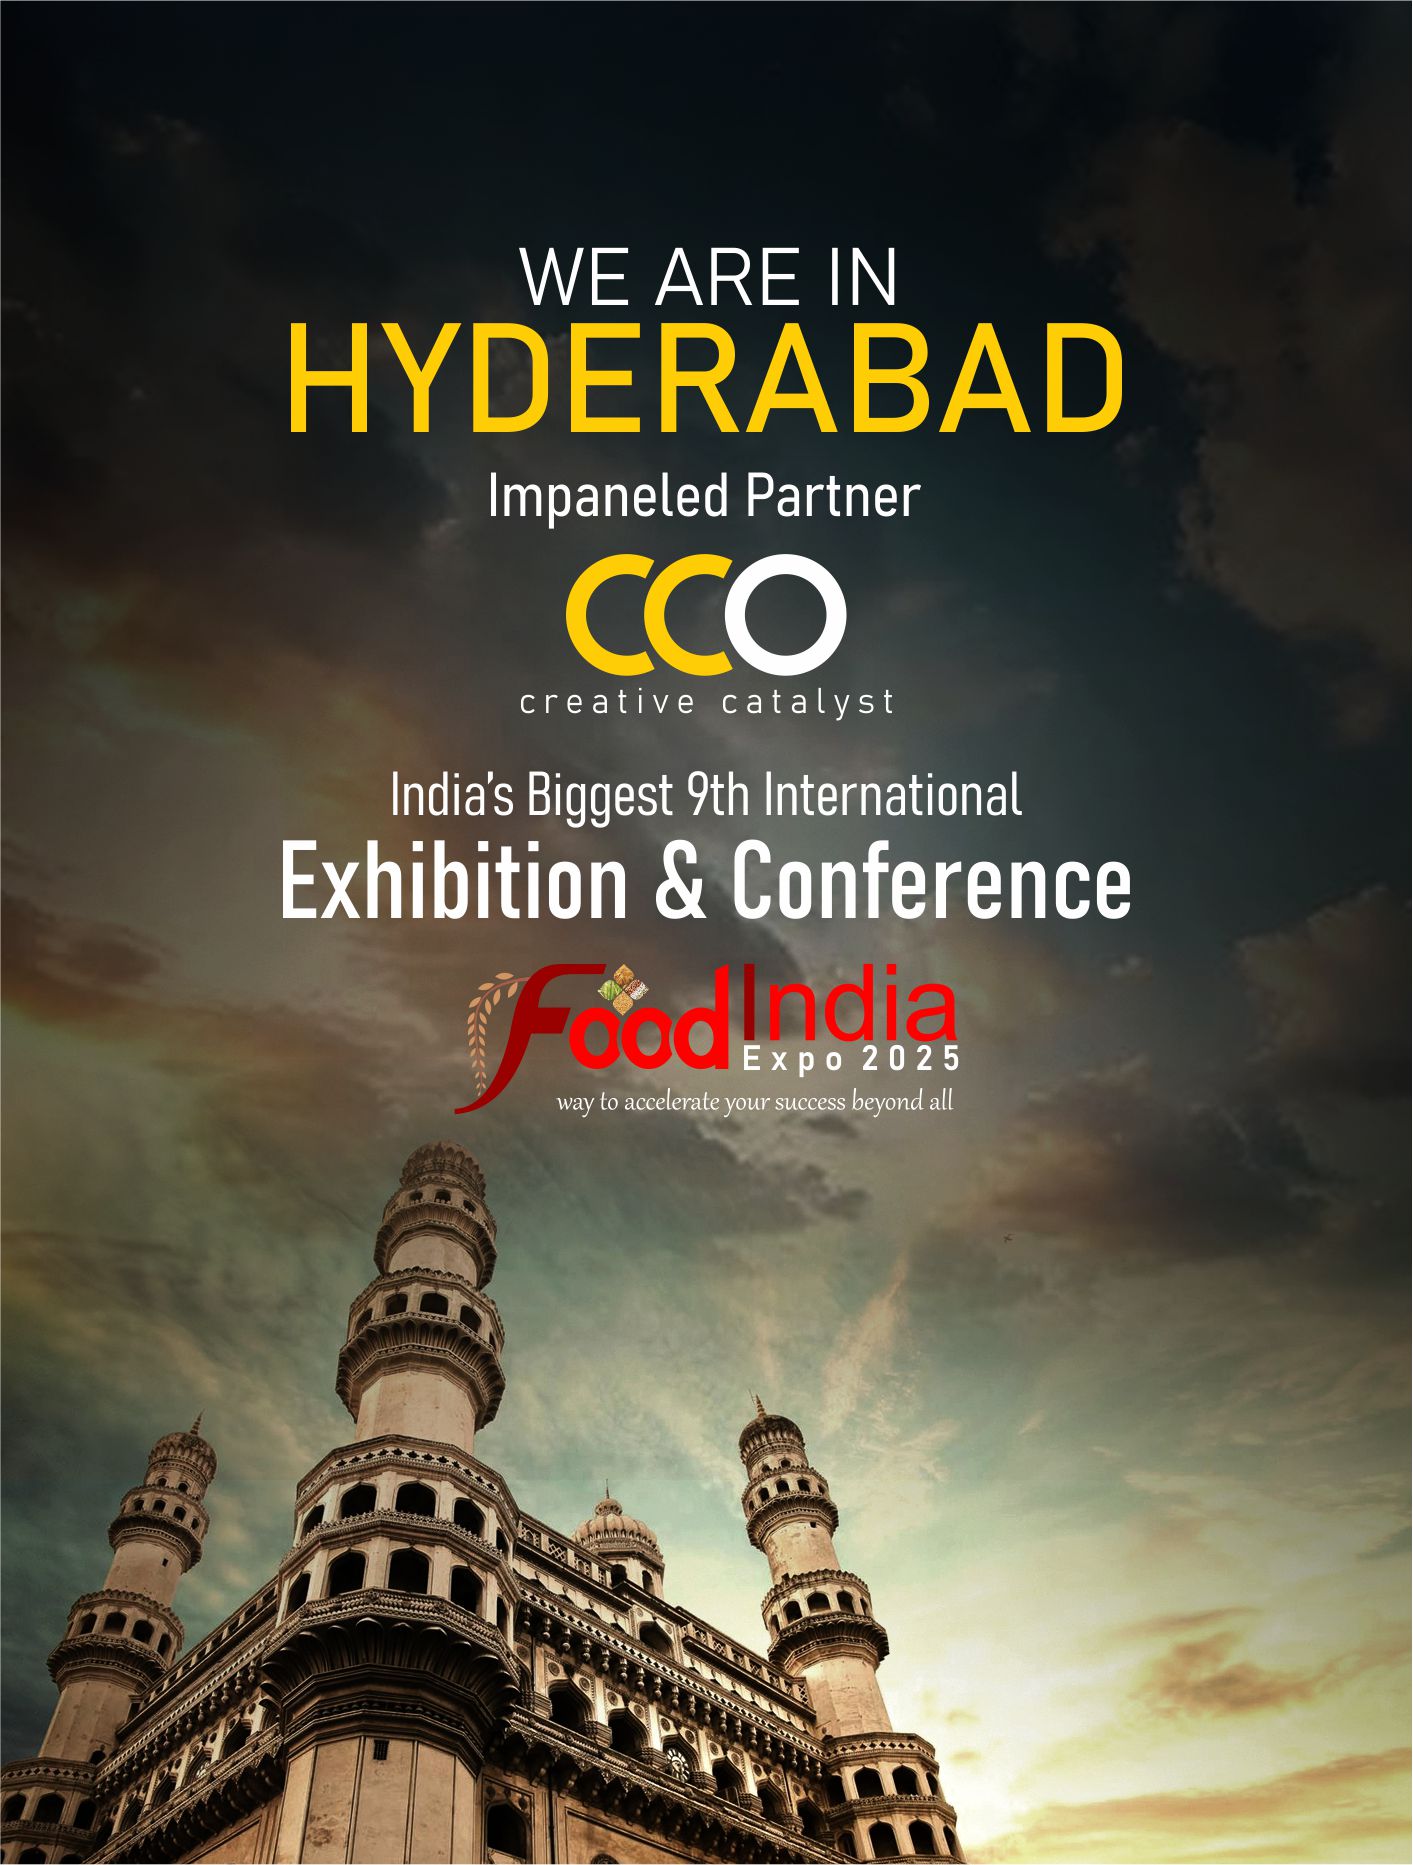 WE ARE IN
HYDERABAD
Impaneled Partner
CCO
creative catalyst
India's Biggest 9th International
Exhibition & Conference
Food India
Expo 2025
way to accelerate your success beyond all